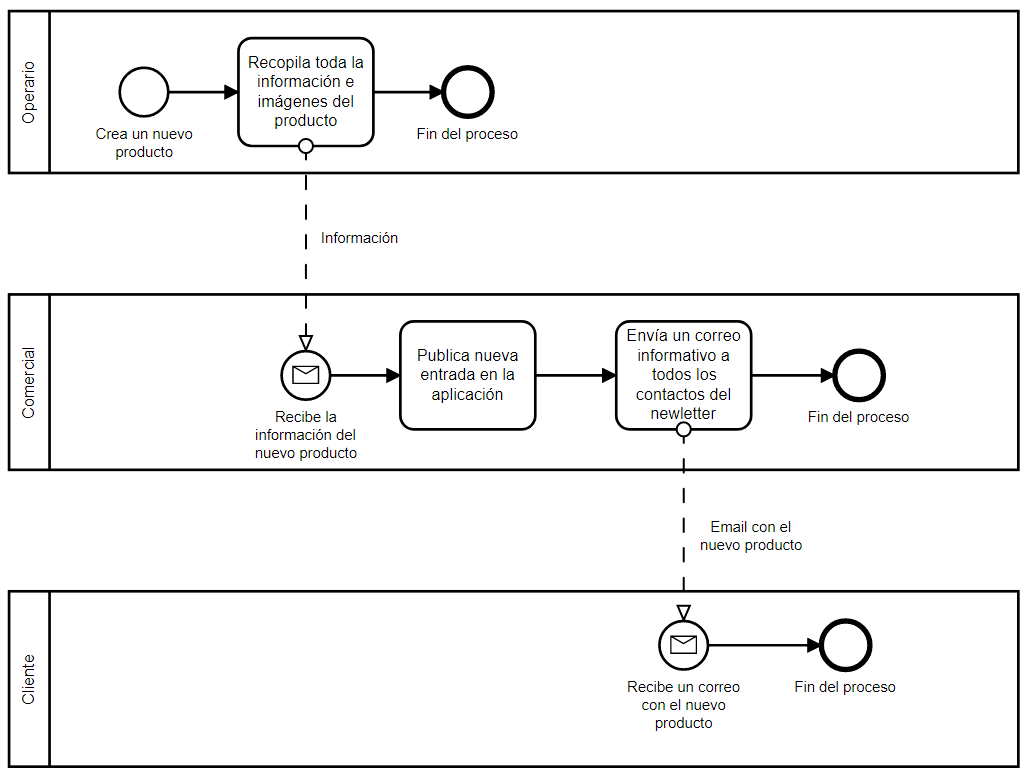 Operario
Crea un nuevo
producto
Recopila toda la
información e
imágenes del
producto
Fin del proceso
Información
Comercial
Recibe la
información del
nuevo producto
Publica nueva
entrada en la
aplicación
Envía un correo
informativo a
todos los
contactos del
newletter
Fin del proceso
Email con el
nuevo producto
Cliente
Recibe un correo
con el nuevo
producto
Fin del proceso